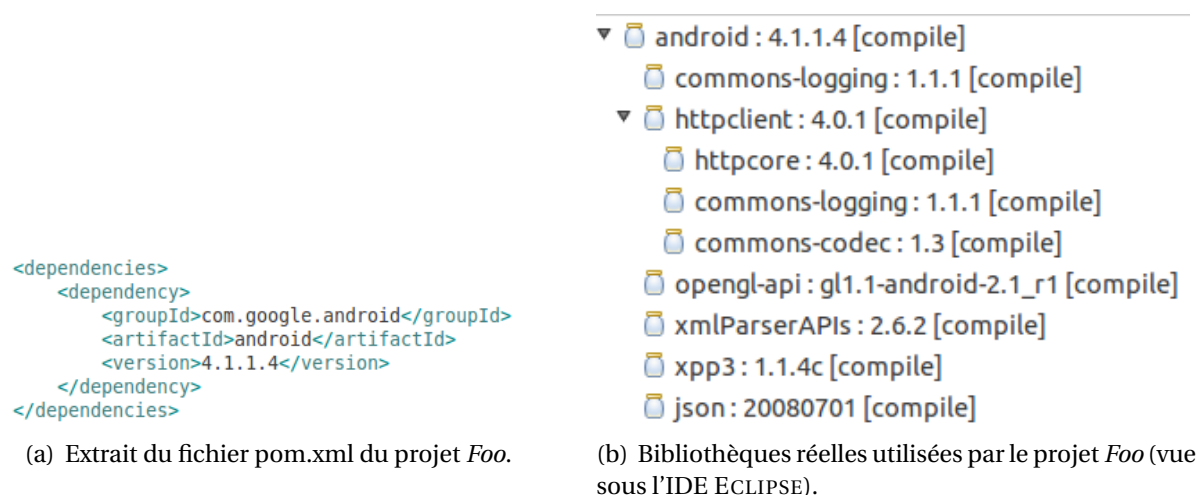 <dependencies>
<dependency>
<groupId>com.google.android</groupId>
<artifactId>android</artifactId>
<version>4.1.1.4</version>
</dependency>
</dependencies>
(a) Extrait du fichier pom.xml du projet Foo.
android : 4.1.1.4 [compile]
commons-logging : 1.1.1 [compile]
httpclient : 4.0.1 [compile]
httpcore : 4.0.1 [compile]
commons-logging : 1.1.1 [compile]
commons-codec : 1.3 [compile]
opengl-api : gl1.1-android-2.1_r1 [compile]
xmlParserAPIs : 2.6.2 [compile]
xpp3 : 1.1.4c [compile]
json : 20080701 [compile]
(b) Bibliothèques réelles utilisées par le projet Foo (vue
sous l'IDE ECLIPSE).